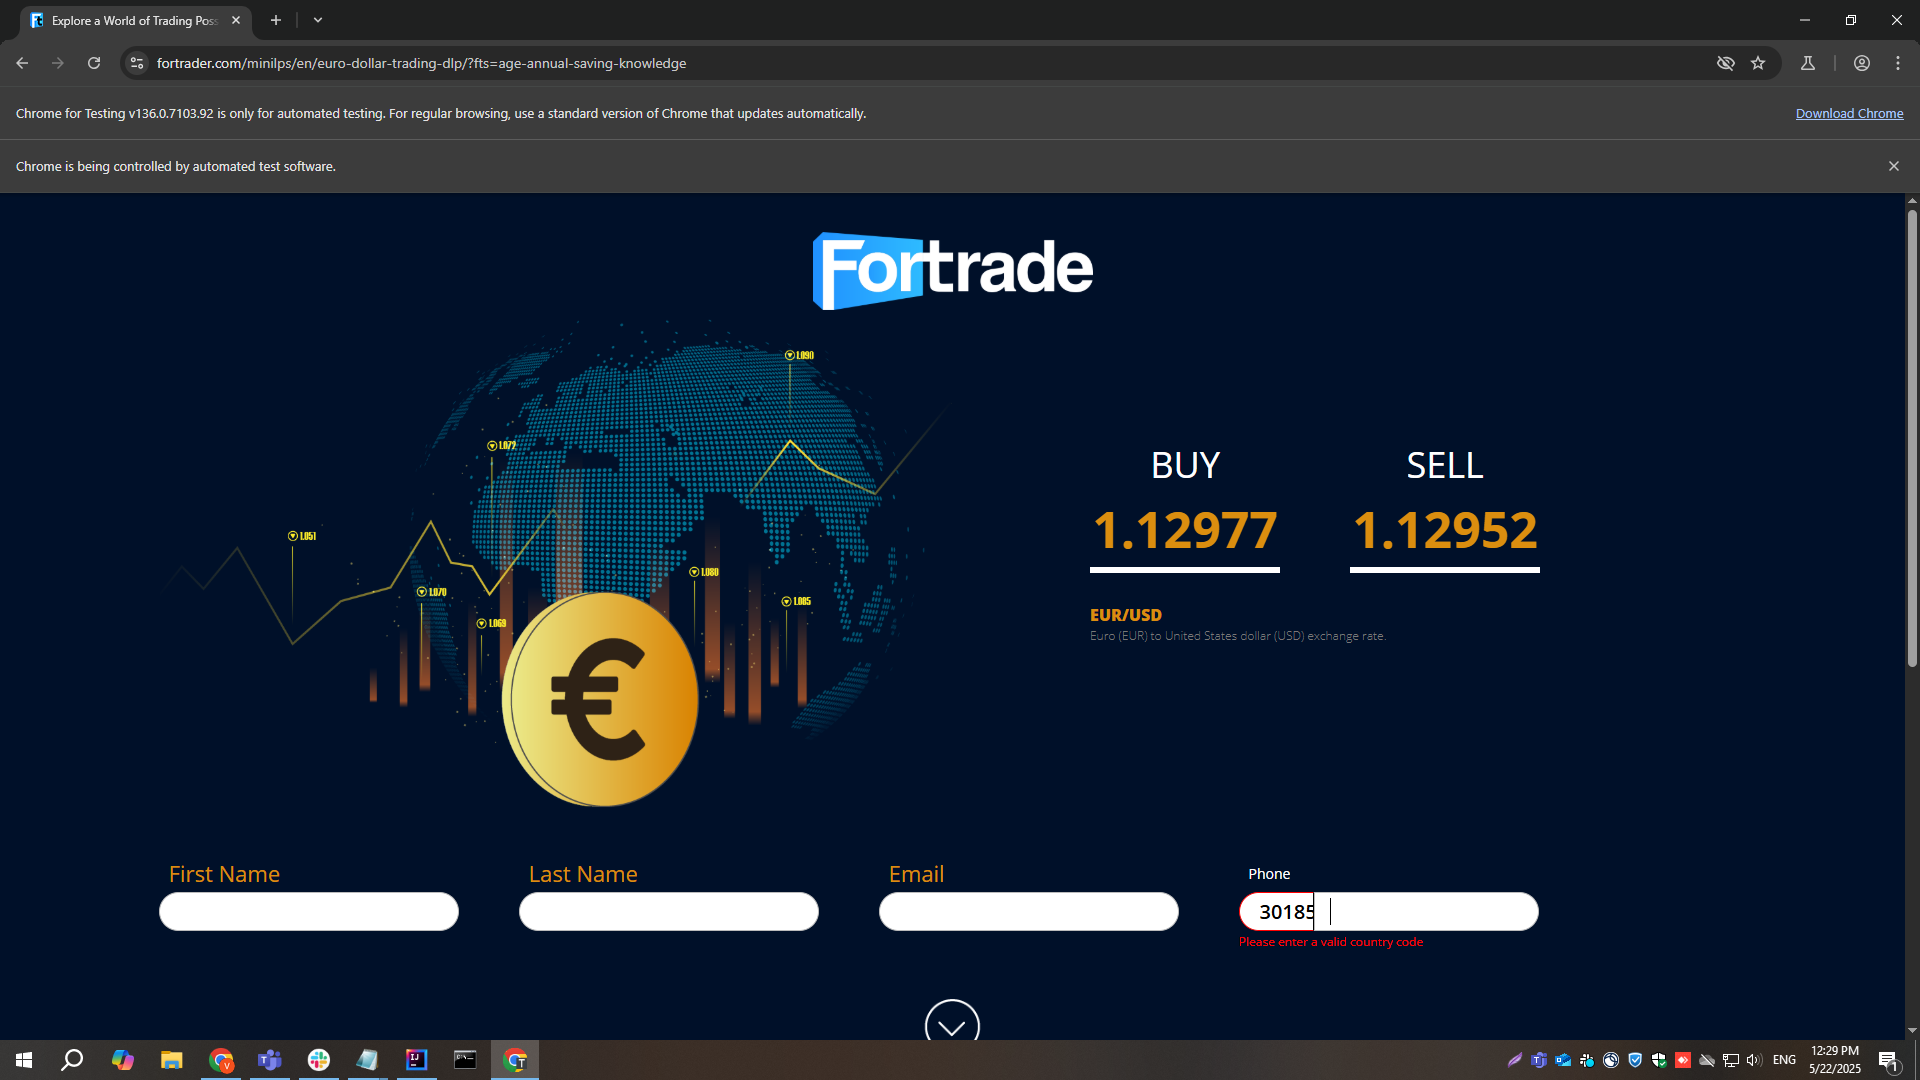 Explore a World of Trading Poss
fortrader.com/minilps/en/euro-dollar-trading-dlp/?fts=age-annual-saving-knowledge
Chrome for Testing v136.0.7103.92 is only for automated testing. For regular browsing, use a standard version of Chrome that updates automatically.
Download Chrome
Chrome is being controlled by automated test software.
Fortrade
1.090
1.072
1.051
1.070
1.069
1.080
1.085
€
BUY
SELL
1.12977
1.12952
EUR/USD
Euro (EUR) to United States dollar (USD) exchange rate.
First Name
Last Name
Email
Phone
30185
Please enter a valid country code
ENG
12:29 PM
5/22/2025
1